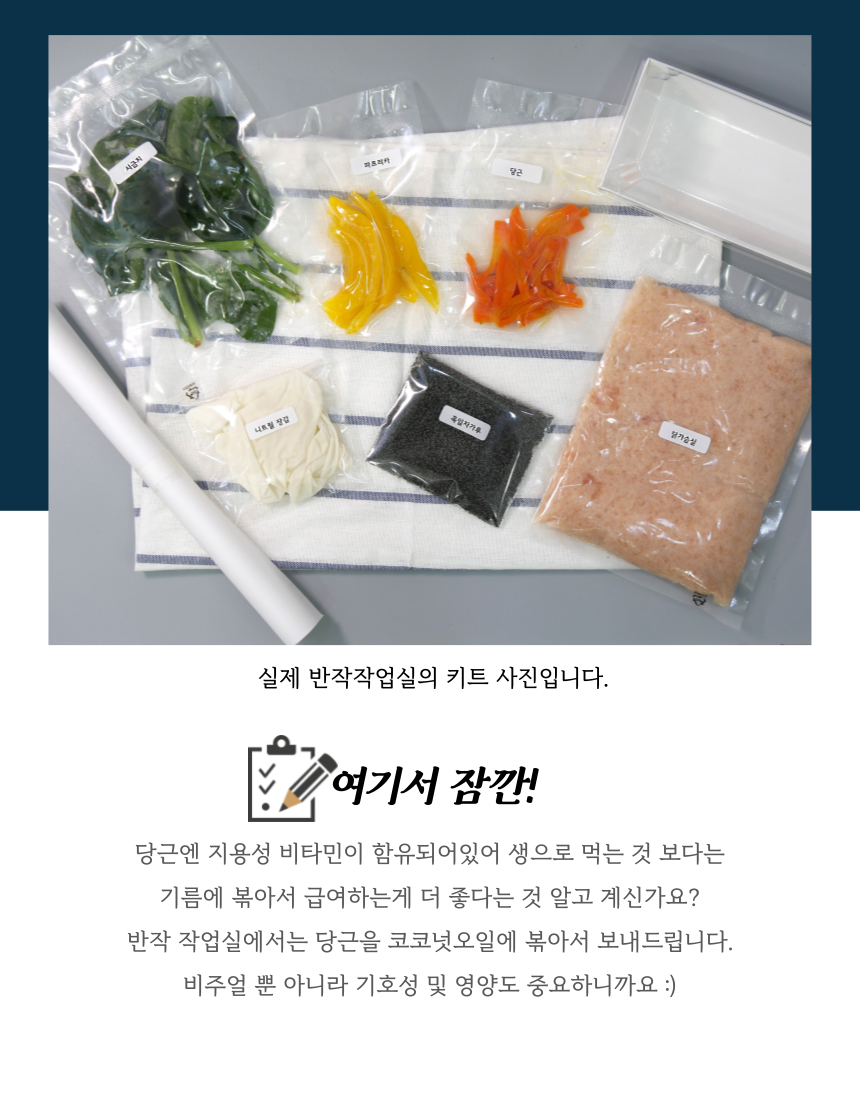 시금치
파프리카
당근
니트릴 장갑
흑임자가루
닭가슴살
실제 반작작업실의 키트 사진입니다.
여기서 잠깐!
당근엔 지용성 비타민이 함유되어있어 생으로 먹는 것 보다는
기름에 볶아서 급여하는게 더 좋다는 것 알고 계신가요?
반작 작업실에서는 당근을 코코넛오일에 볶아서 보내드립니다.
비주얼 뿐 아니라 기호성 및 영양도 중요하니까요 :)